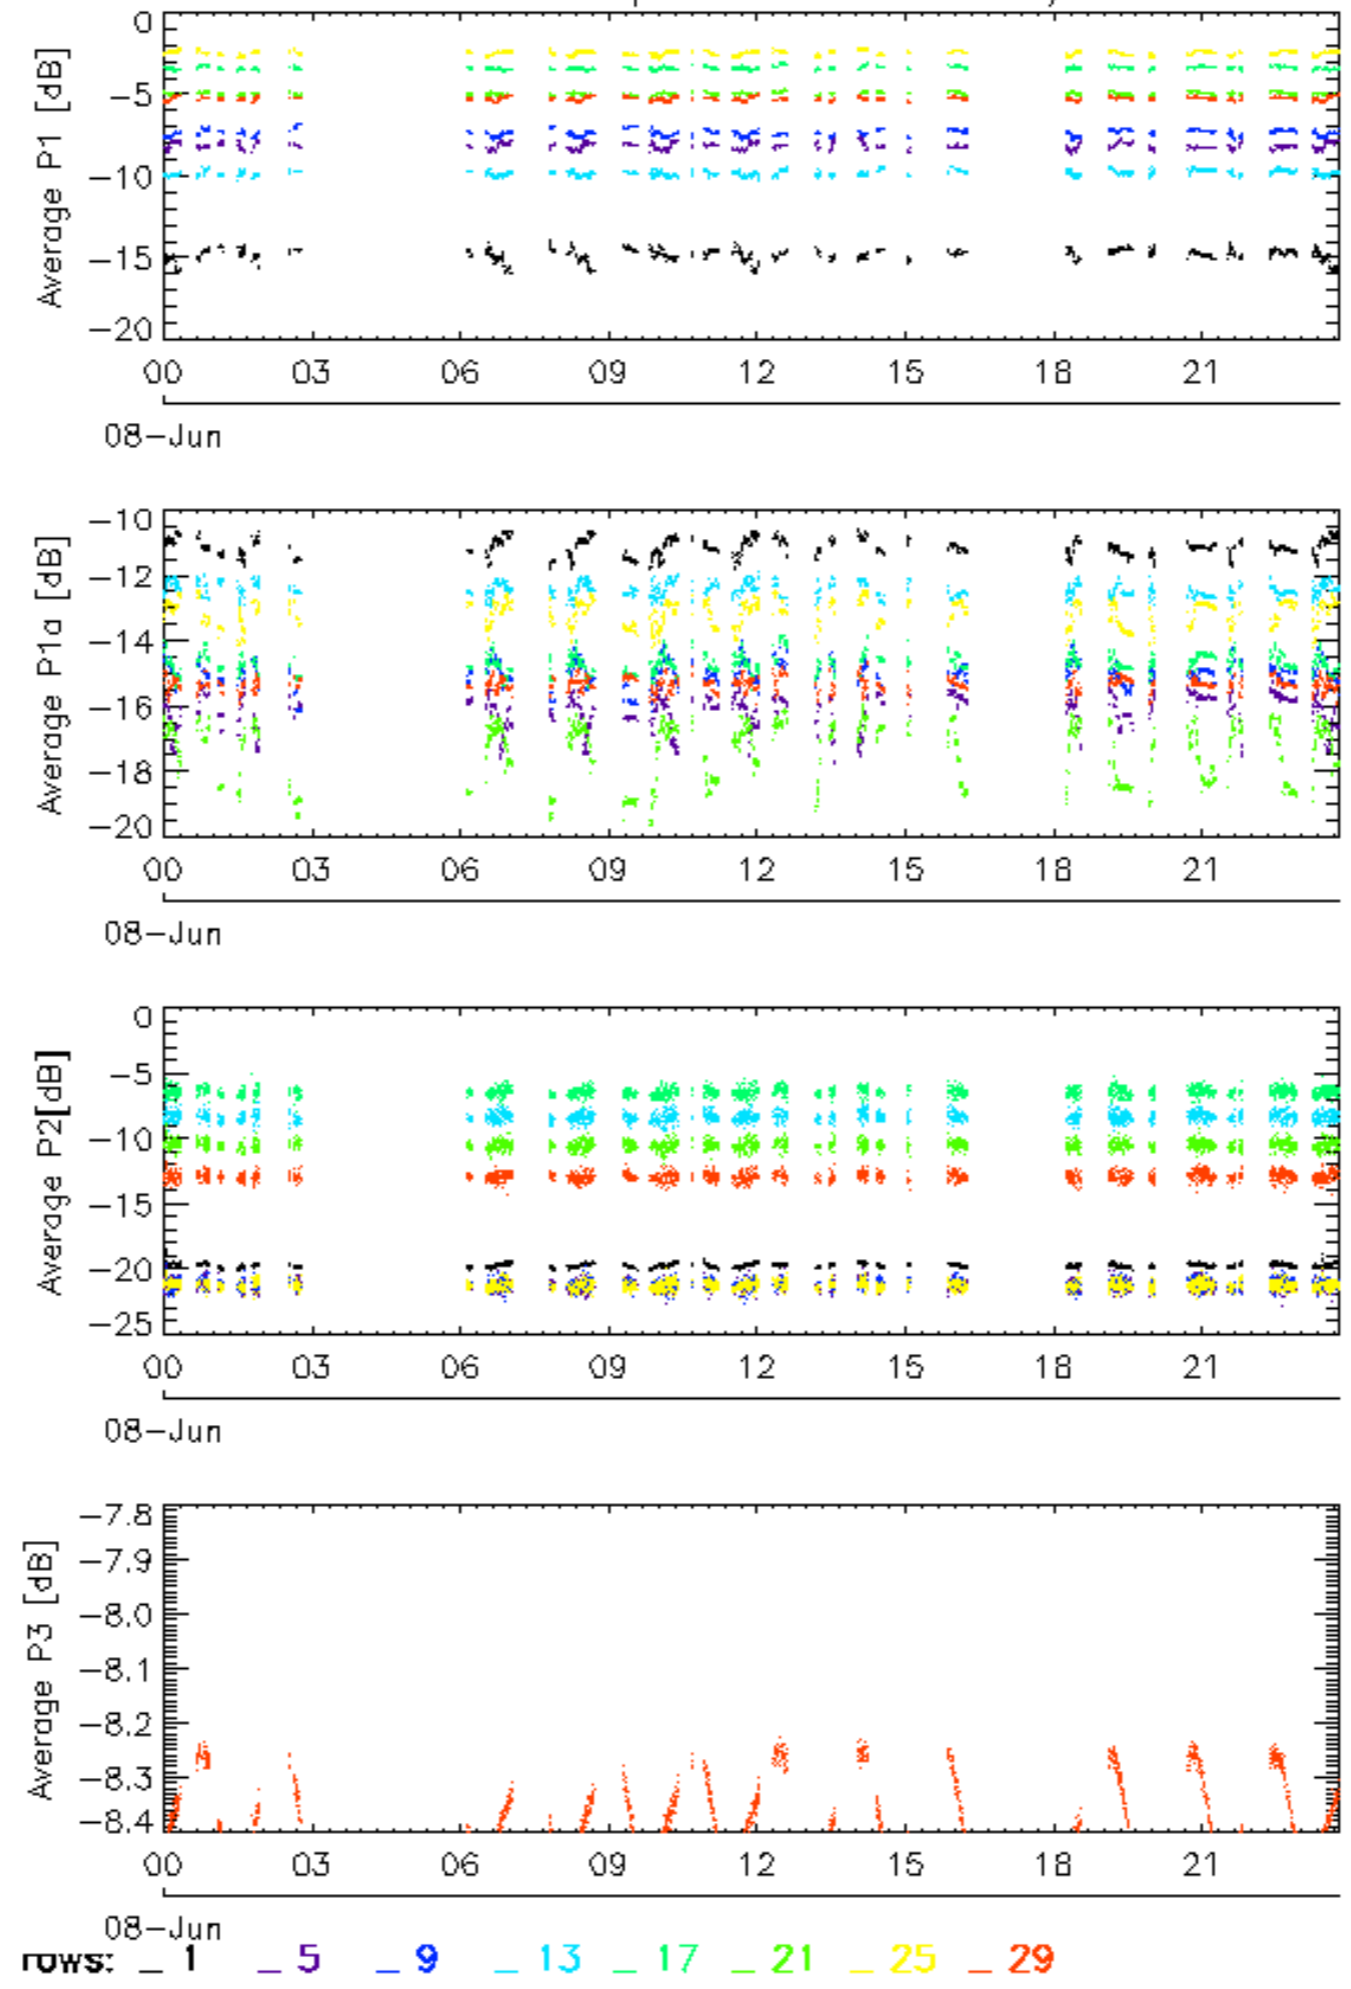 0
−5
−10
−15
−20
Average P1 [dB]
00 03 06 09 12 15 18 21
08−Jun
−10
−12
−14
−16
−18
−20
Average P1a [dB]
00 03 06 09 12 15 18 21
08−Jun
0
−5
−10
−15
−20
−25
Average P2[dB]
00 03 06 09 12 15 18 21
08−Jun
−7.8
−7.9
−8.0
−8.1
−8.2
−8.3
−8.4
Average P3 [dB]
00 03 06 09 12 15 18 21
08−Jun
rows: _ 1 _ 5 _ 9 _ 13 _ 17 _ 21 _ 25 _ 29